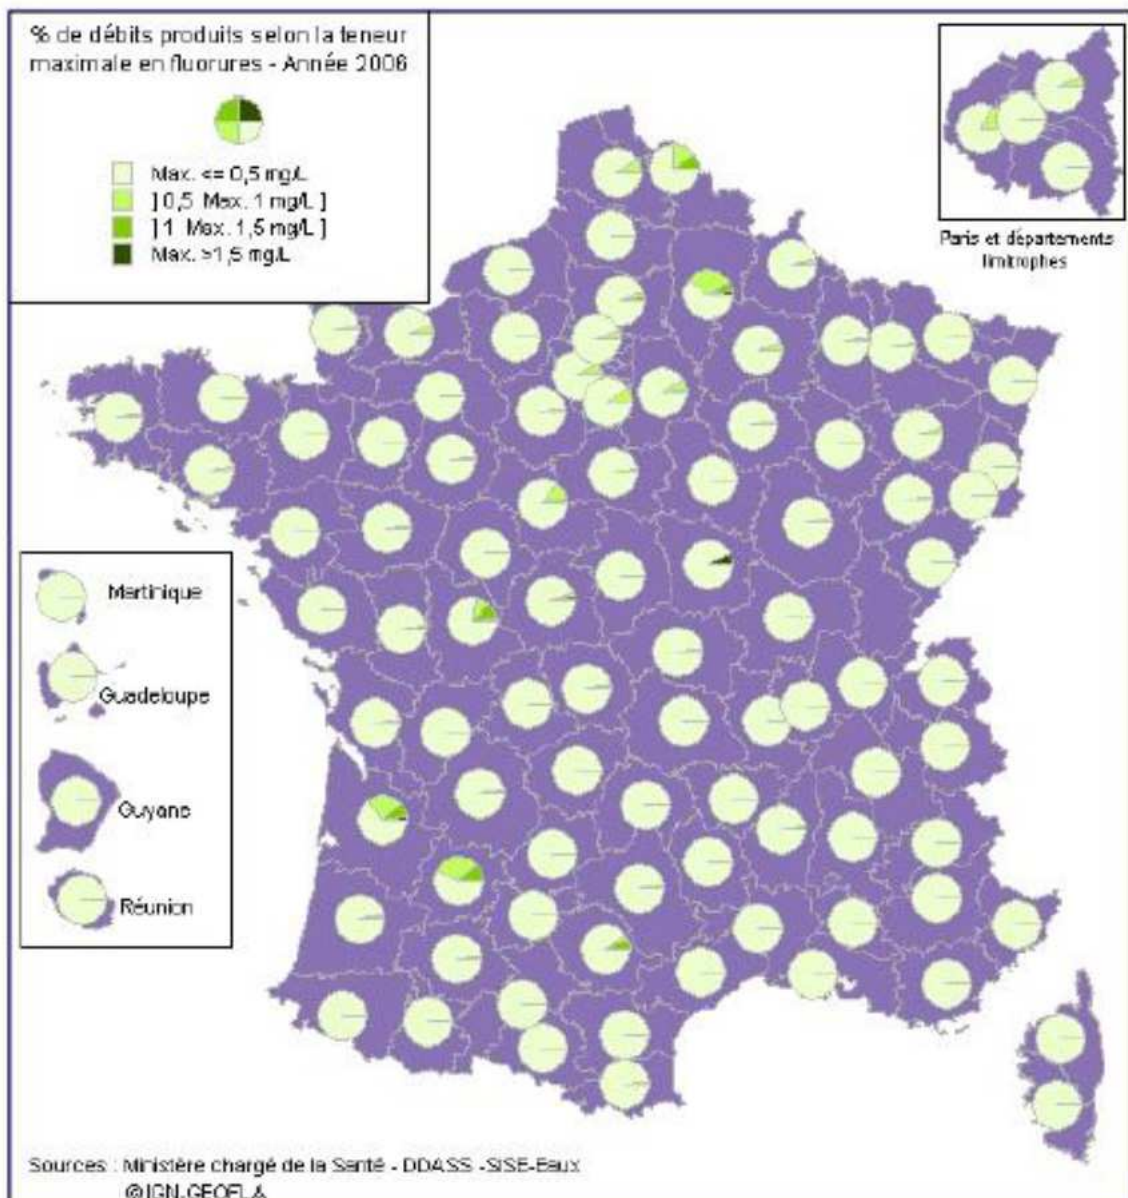 % de débits produits selon la teneur
maximale en fluorures - Année 2006
Max. <= 0,5 mg/L
] 0,5 Max. 1 mg/L ]
] 1 Max. 1,5 mg/L ]
Max. >1,5 mg/L
Paris et départements
limitrophes
Martinique
Guadeloupe
Guyane
Réunion
Sources : Ministère chargé de la Santé - DDASS -SISE-Eaux
@IGN.GEOFLA